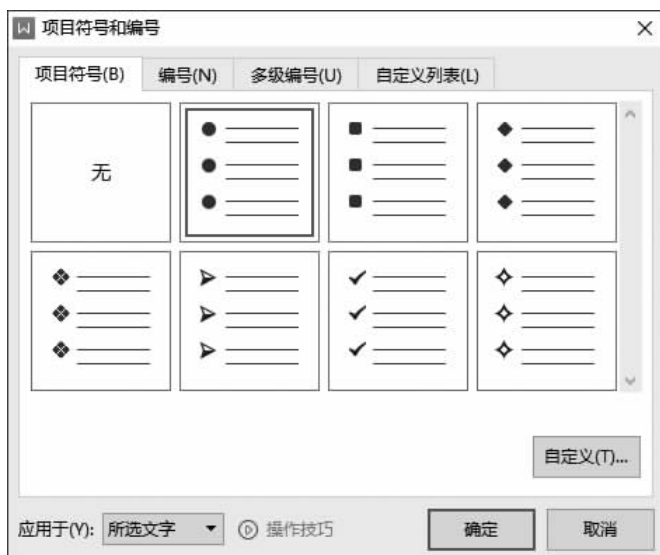 项目符号和编号
项目符号(B) 编号(N) 多级编号(U) 自定义列表(L)
无
自定义(T)...
应用于(Y): 所选文字 操作技巧 确定 取消